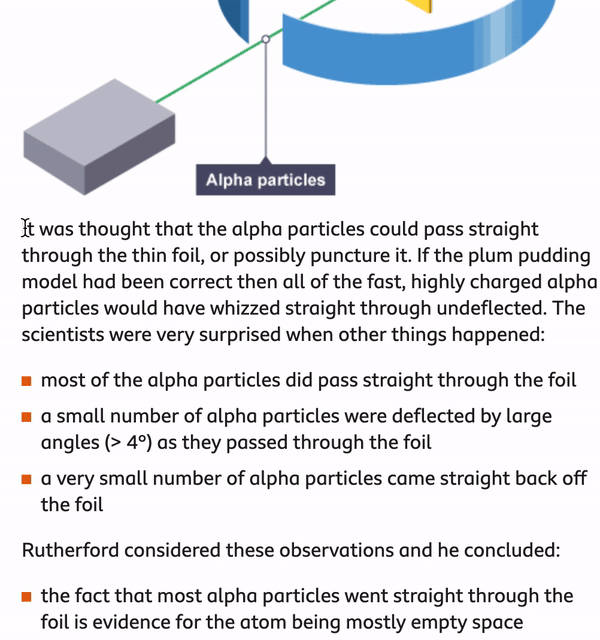 Alpha particles
It was thought that the alpha particles could pass straight
through the thin foil, or possibly puncture it. If the plum pudding
model had been correct then all of the fast, highly charged alpha
particles would have whizzed straight through undeflected. The
scientists were very surprised when other things happened:
most of the alpha particles did pass straight through the foil
a small number of alpha particles were deflected by large
angles (> 4°) as they passed through the foil
a very small number of alpha particles came straight back off
the foil
Rutherford considered these observations and he concluded:
the fact that most alpha particles went straight through the
foil is evidence for the atom being mostly empty space